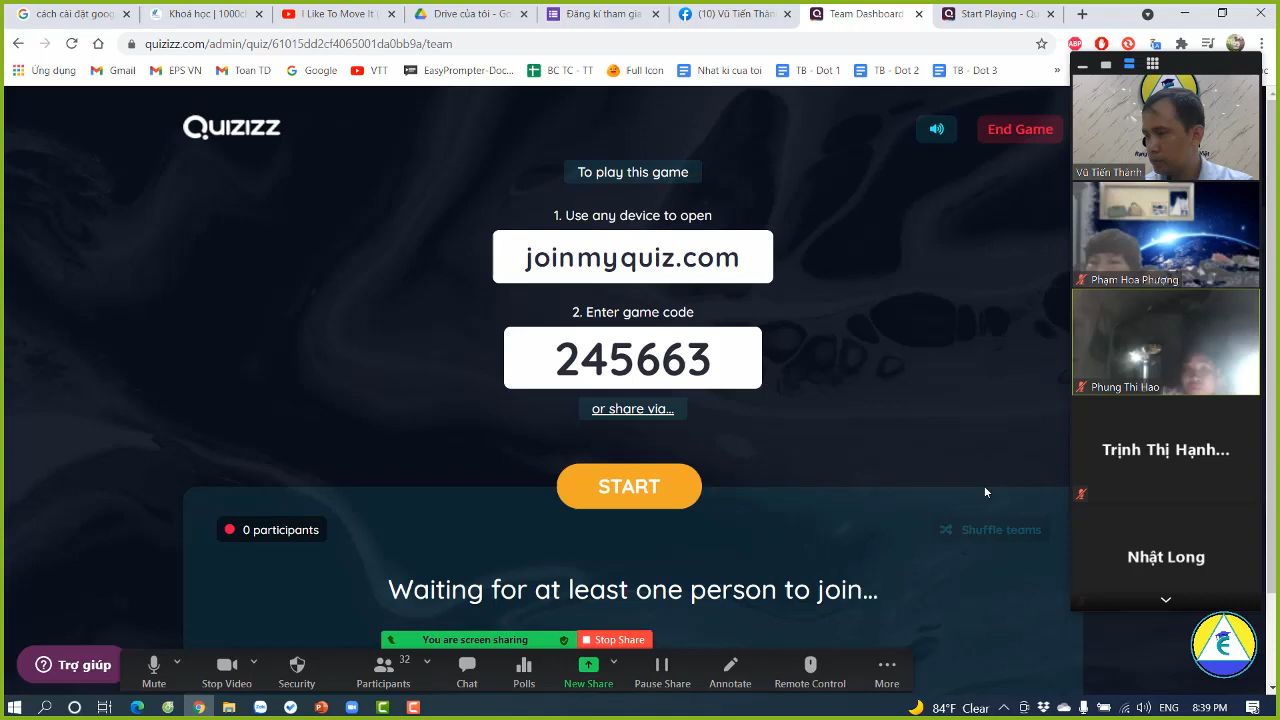 cách cài đặt goog
Khoá học | 1000c
I Like To Move It |
Drive của tôi - Go
Đăng kí tham gia
(10) Vũ Tiến Thành
Team Dashboard
Start Playing - Qu
quizizz.com/admin/quiz/61015dd2cf4065001da0bb9a/team
Ứng dụng
Gmail
EPSVN
Team TD
Google
VTT
Prompter-Doc...
BC TC - TT
Full Icon
Nhat ki cua toi
TB - Dot 1
TB - Dot 2
TB - Dot 3
»
Quizizz
End Game
To play this game
1. Use any device to open
joinmyquiz.com
2. Enter game code
245663
or share via...
START
0 participants
Shuffle teams
Waiting for at least one person to join...
Vũ Tiến Thành
Phạm Hoa Phượng
Phung Thi Hao
Trịnh Thị Hạnh...
Nhật Long
You are screen sharing
Stop Share
Trợ giúp
Mute
Stop Video
Security
Participants
32
Chat
Polls
New Share
Pause Share
Annotate
Remote Control
More
84°F Clear
ENG
8:39 PM